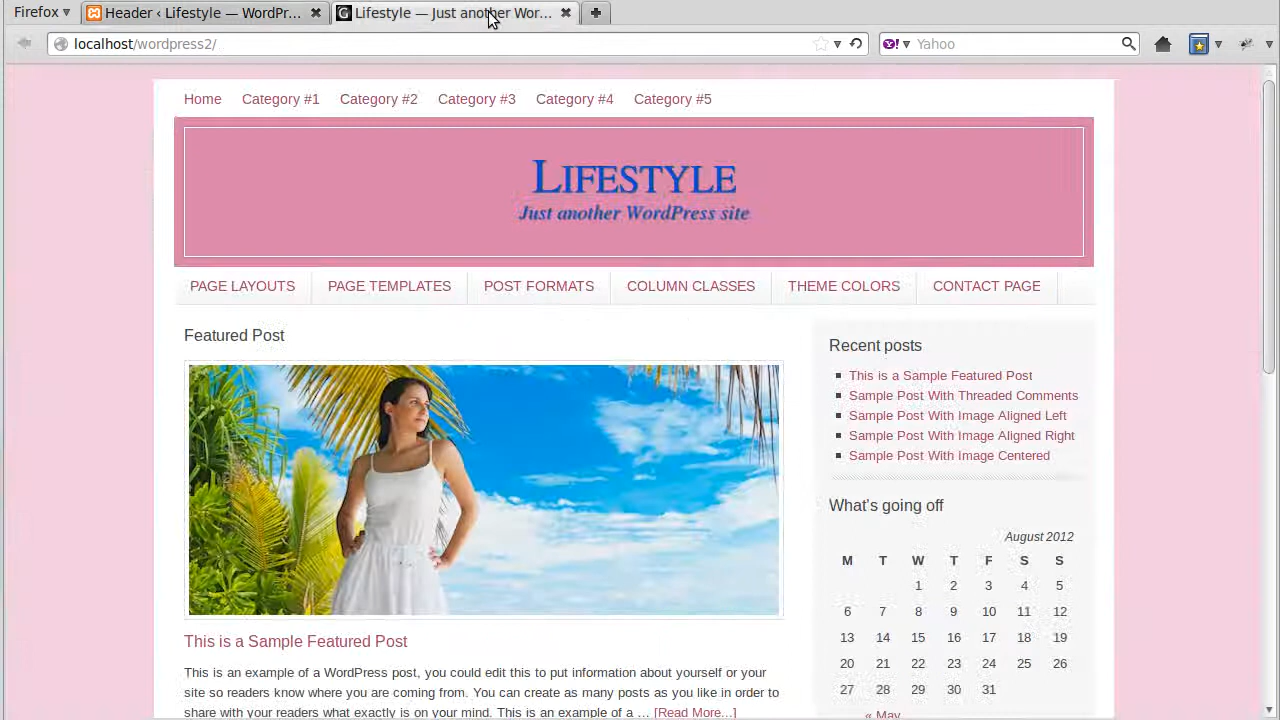 Firefox
Header ‹ Lifestyle — WordPr...
Lifestyle — Just another Wor...
localhost/wordpress2/
Yahoo
Home Category #1 Category #2 Category #3 Category #4 Category #5
LIFESTYLE
Just another WordPress site
PAGE LAYOUTS PAGE TEMPLATES POST FORMATS COLUMN CLASSES THEME COLORS CONTACT PAGE
Featured Post
This is a Sample Featured Post
This is an example of a WordPress post, you could edit this to put information about yourself or your
site so readers know where you are coming from. You can create as many posts as you like in order to
share with your readers what exactly is on your mind. This is an example of a … [Read More...]
Recent posts
This is a Sample Featured Post
Sample Post With Threaded Comments
Sample Post With Image Aligned Left
Sample Post With Image Aligned Right
Sample Post With Image Centered
What's going off
August 2012
M T W T F S S
1 2 3 4 5
6 7 8 9 10 11 12
13 14 15 16 17 18 19
20 21 22 23 24 25 26
27 28 29 30 31
« May